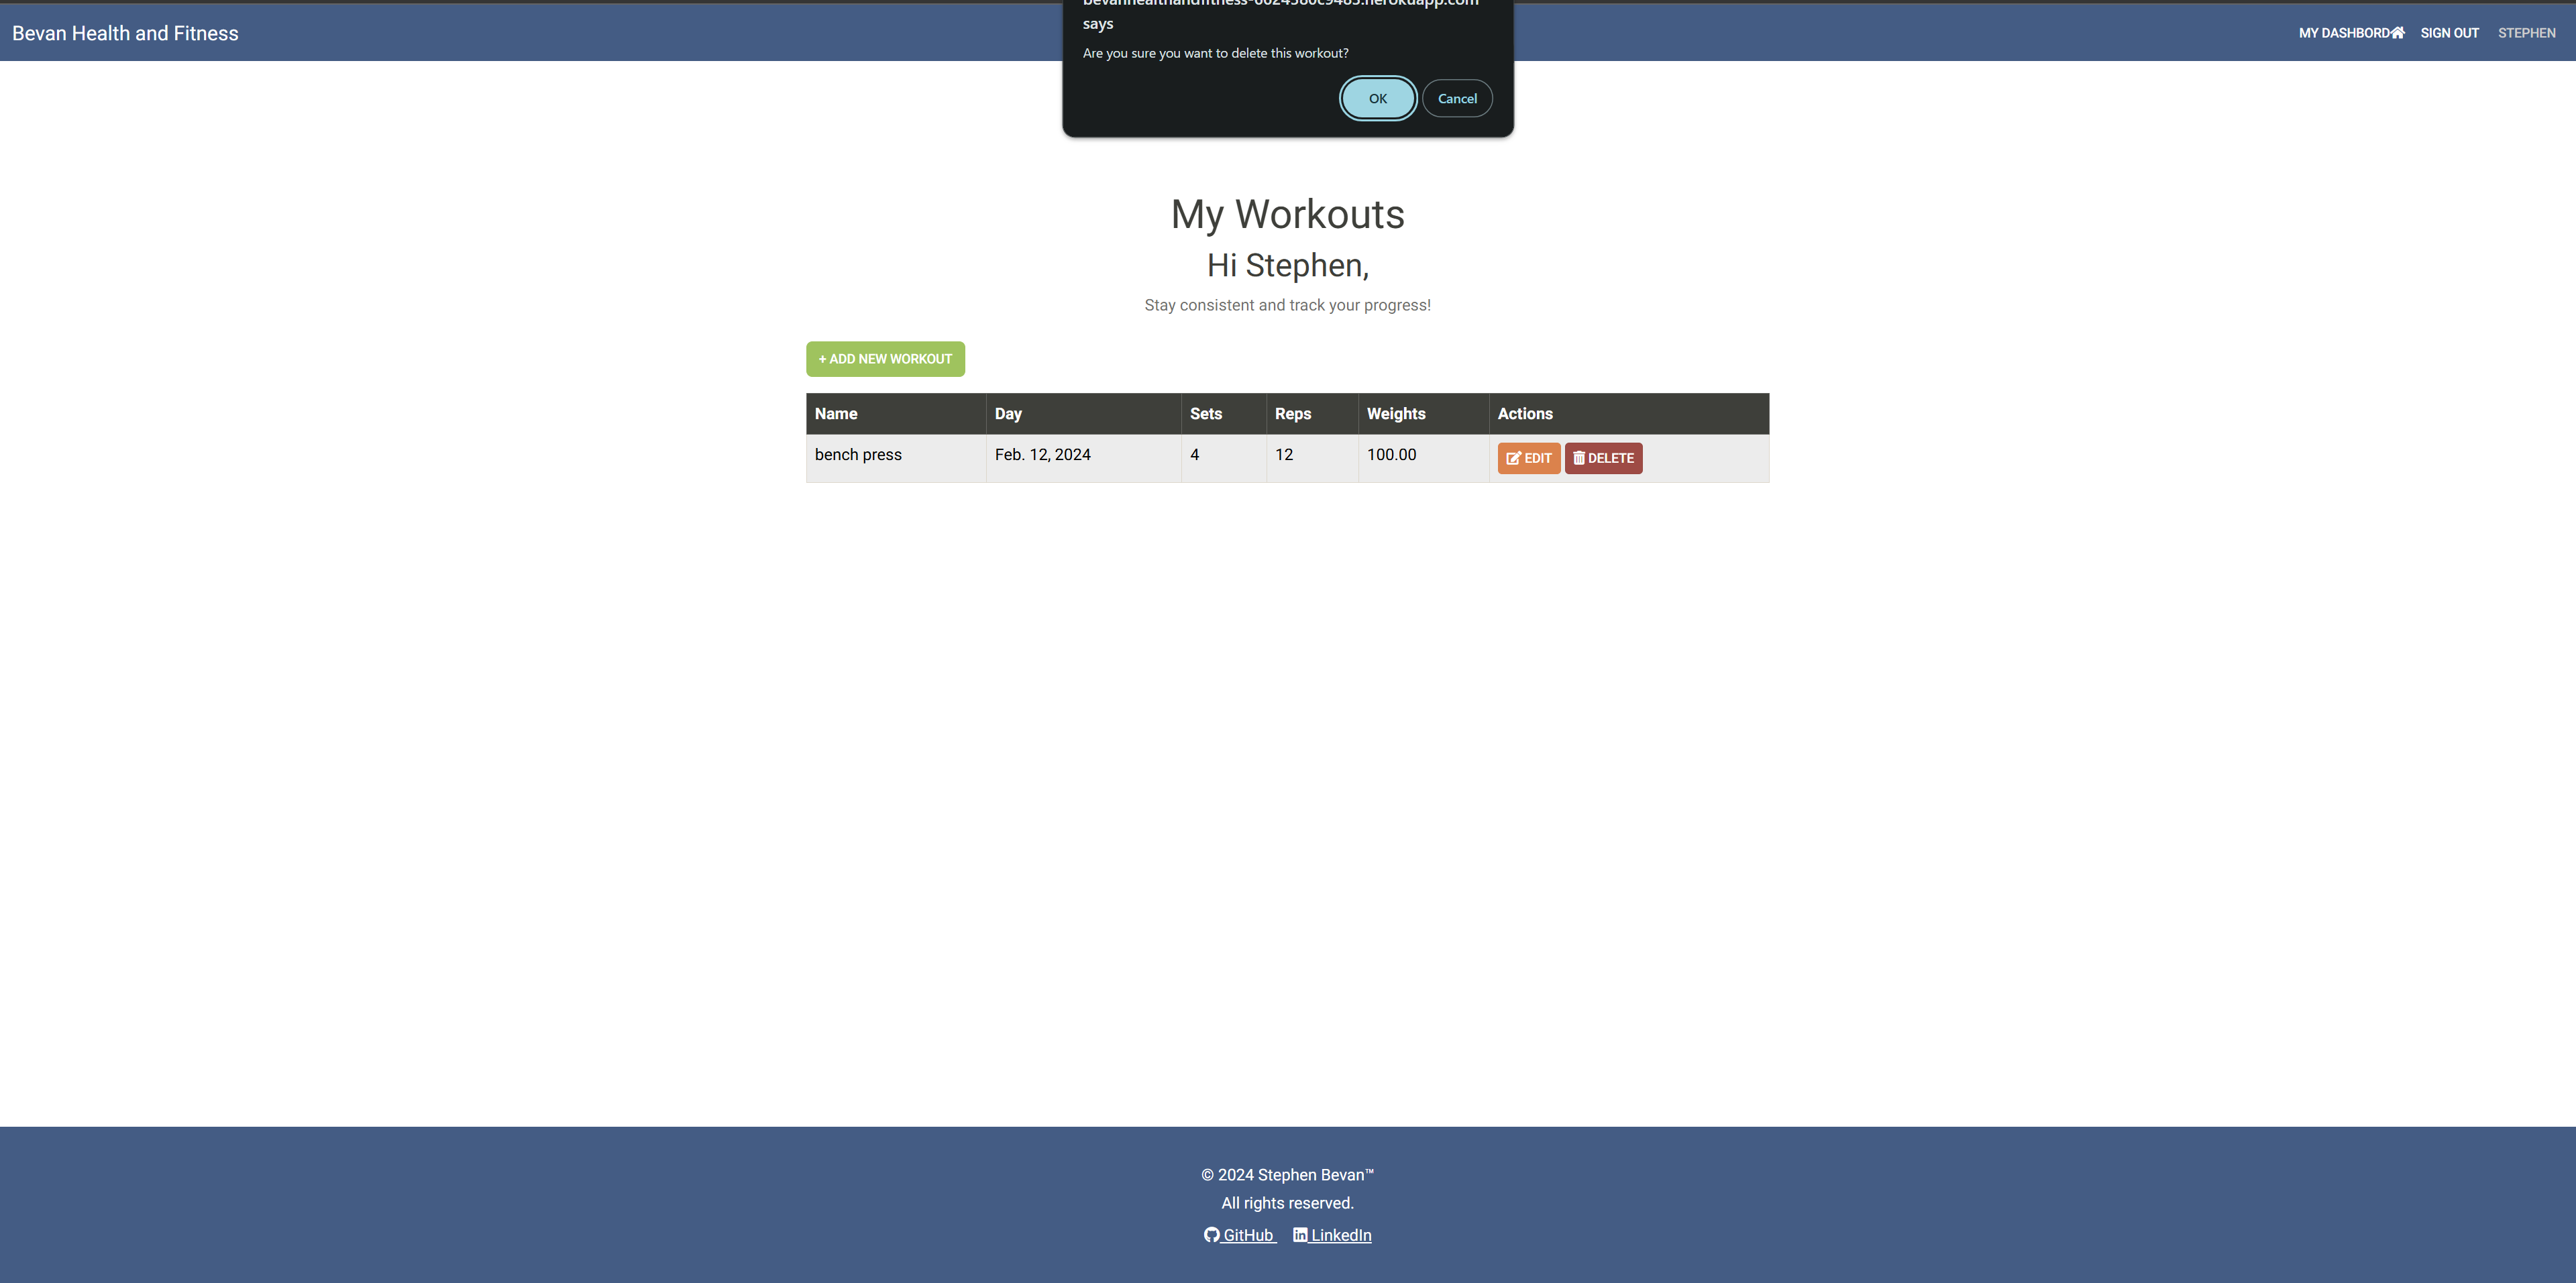 says
Are you sure you want to delete this workout?
OK Cancel
Bevan Health and Fitness
MY DASHBORD SIGN OUT STEPHEN
My Workouts
Hi Stephen,
Stay consistent and track your progress!
+ ADD NEW WORKOUT
Name Day Sets Reps Weights Actions
bench press Feb. 12, 2024 4 12 100.00 EDIT DELETE
© 2024 Stephen Bevan™
All rights reserved.
GitHub LinkedIn